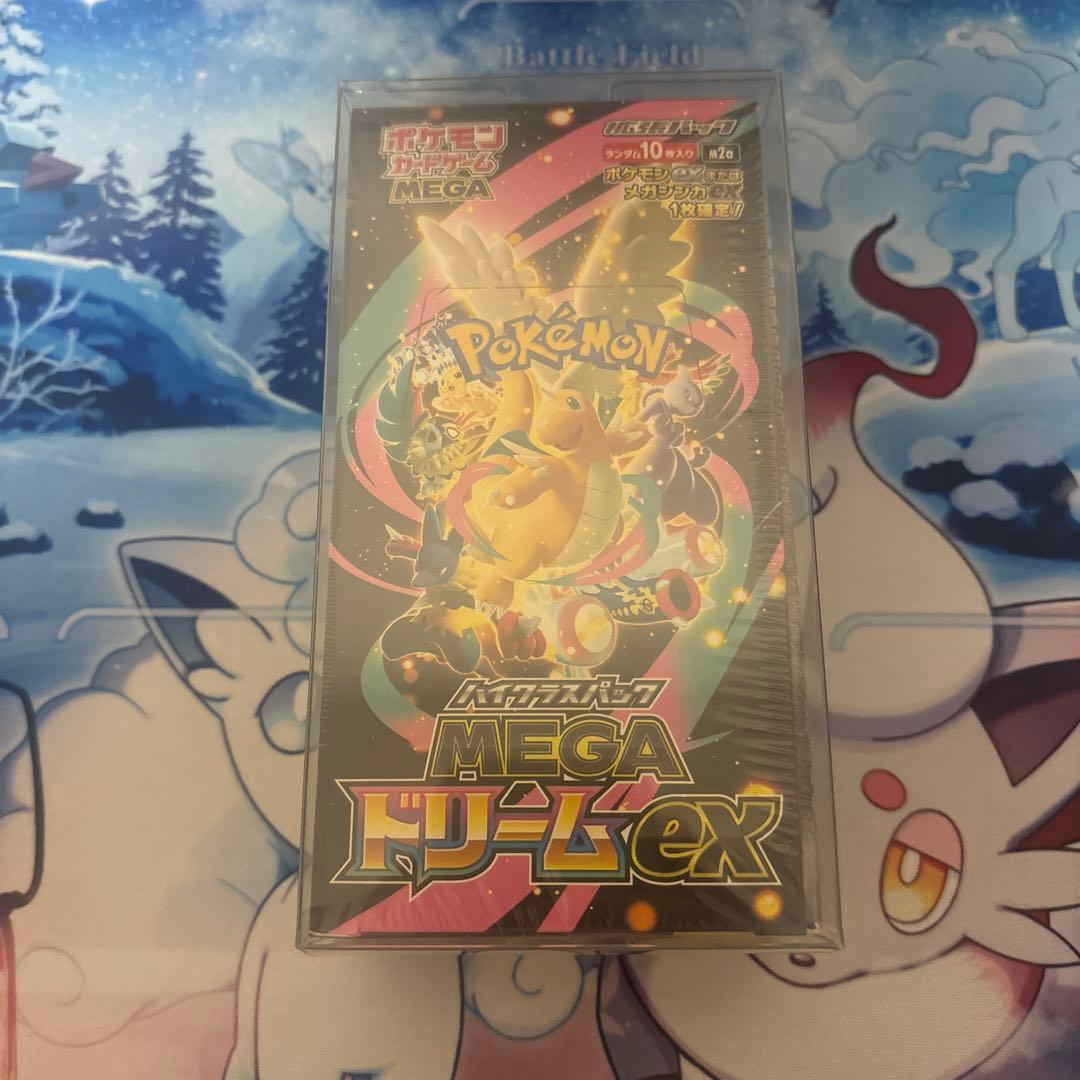 Battle Field
ポケモン
カードゲーム
MEGA
拡張パック
ランダム10枚入り
M2a
ポケモンexまたは
メガシンカex
1枚確定!
POKéMON
ハイクラスパック
MEGA
ドリームex